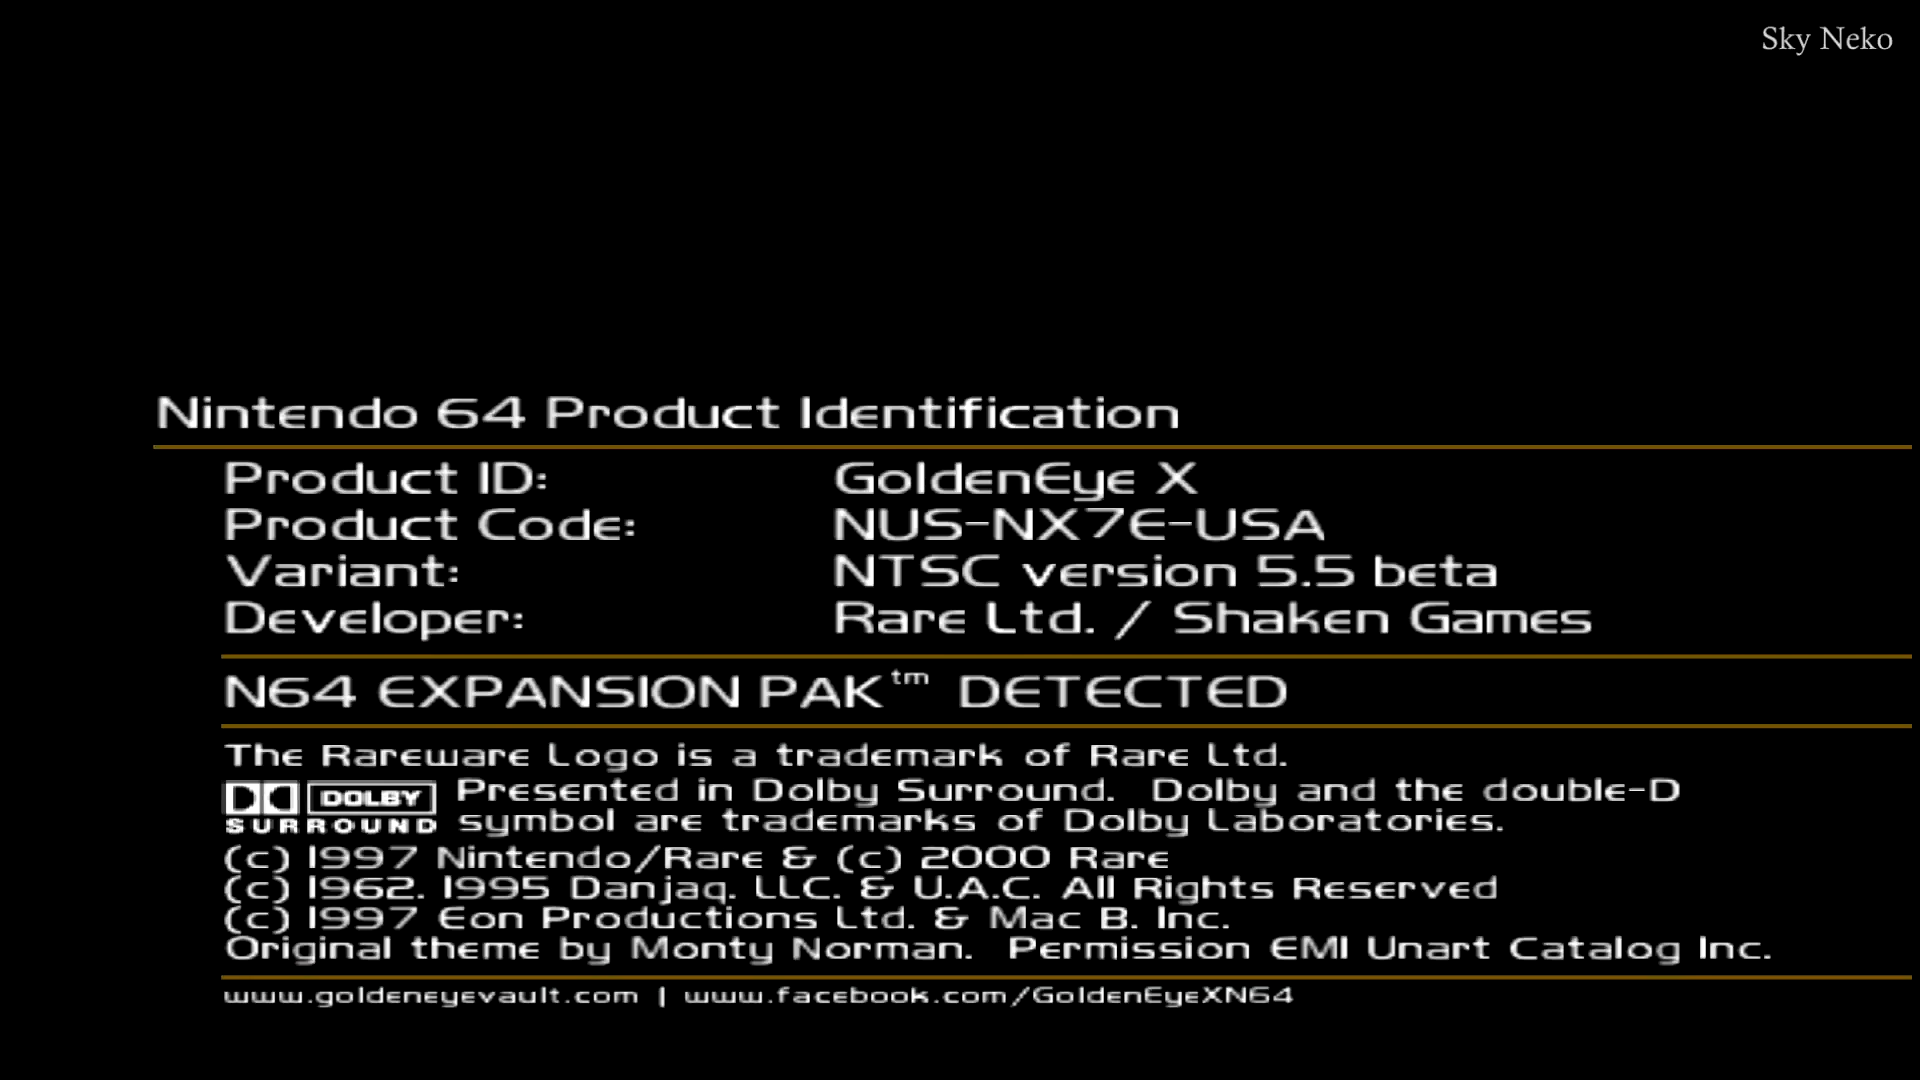 Sky Neko
Nintendo 64 Product Identification
Product ID: GoldenEye X
Product Code: NUS-NX7E-USA
Variant: NTSC version 5.5 beta
Developer: Rare Ltd. / Shaken Games
N64 EXPANSION PAK™ DETECTED
The Rareware Logo is a trademark of Rare Ltd.
DOLBY SURROUND
Presented in Dolby Surround. Dolby and the double-D
symbol are trademarks of Dolby Laboratories.
(c) 1997 Nintendo/Rare & (c) 2000 Rare
(c) 1962. 1995 Danjaq. LLC. & U.A.C. All Rights Reserved
(c) 1997 Eon Productions Ltd. & Mac B. Inc.
Original theme by Monty Norman. Permission EMI Unart Catalog Inc.
www.goldeneyevault.com | www.facebook.com/GoldenEyeXN64